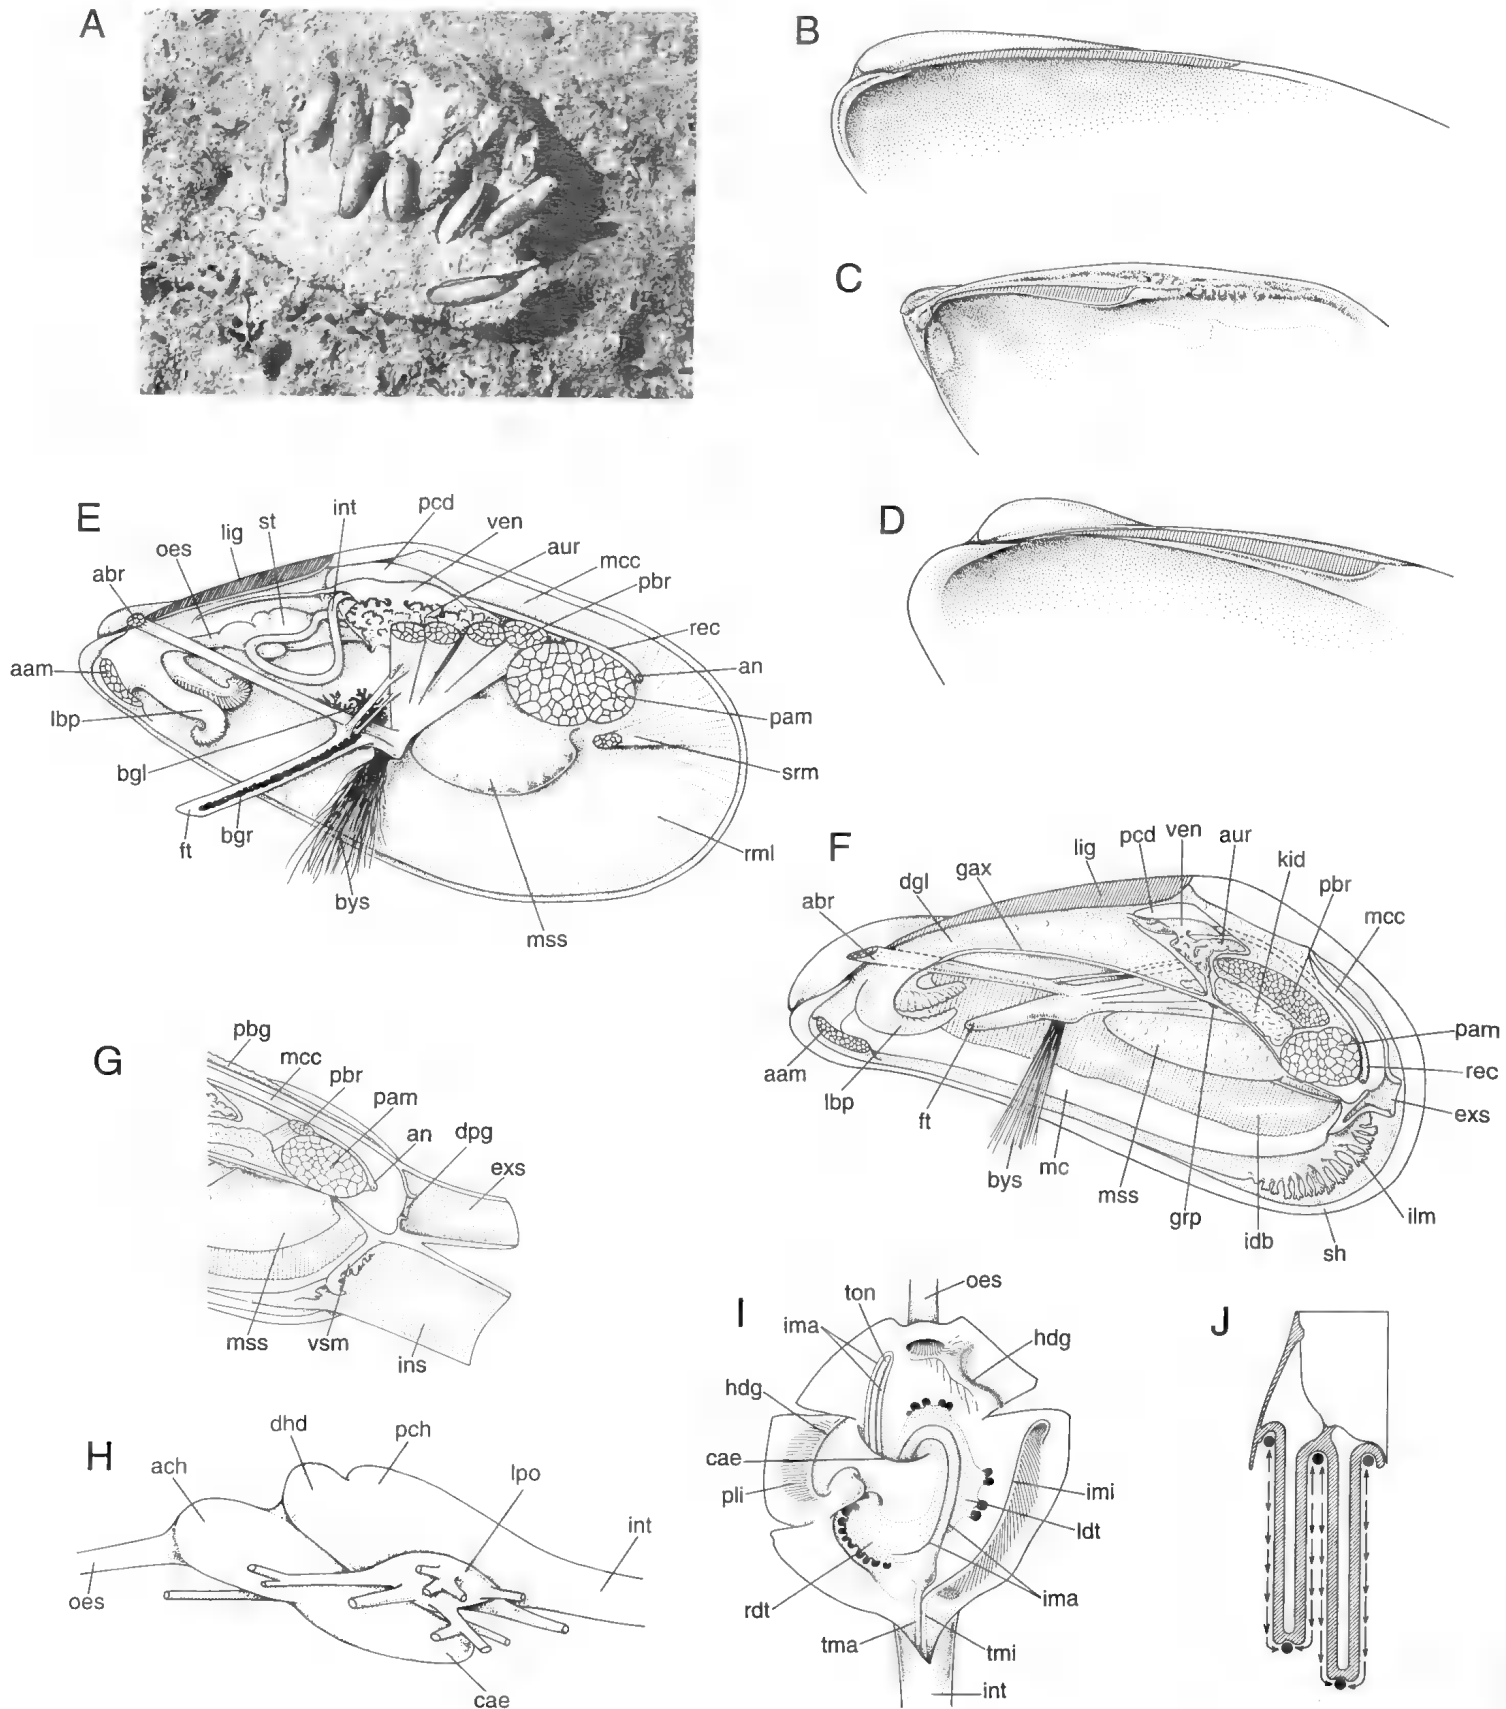 A
B
C
D
E
abr
oes
lig
st
int
pcd
ven
aur
mcc
pbr
rec
an
aam
pam
lbp
srm
bgl
bgr
ft
bys
mss
rml
F
abr
dgl
gax
lig
pcd
ven
aur
kid
pbr
mcc
pam
rec
aam
lbp
ft
bys
mc
mss
grp
idb
sh
ilm
exs
G
pbg
mcc
pbr
pam
an
dpg
exs
mss
vsm
ins
H
ach
dhd
pch
lpo
int
oes
cae
I
oes
ton
ima
hdg
hdg
cae
pli
imi
ldt
rdt
ima
tma
tmi
int
J